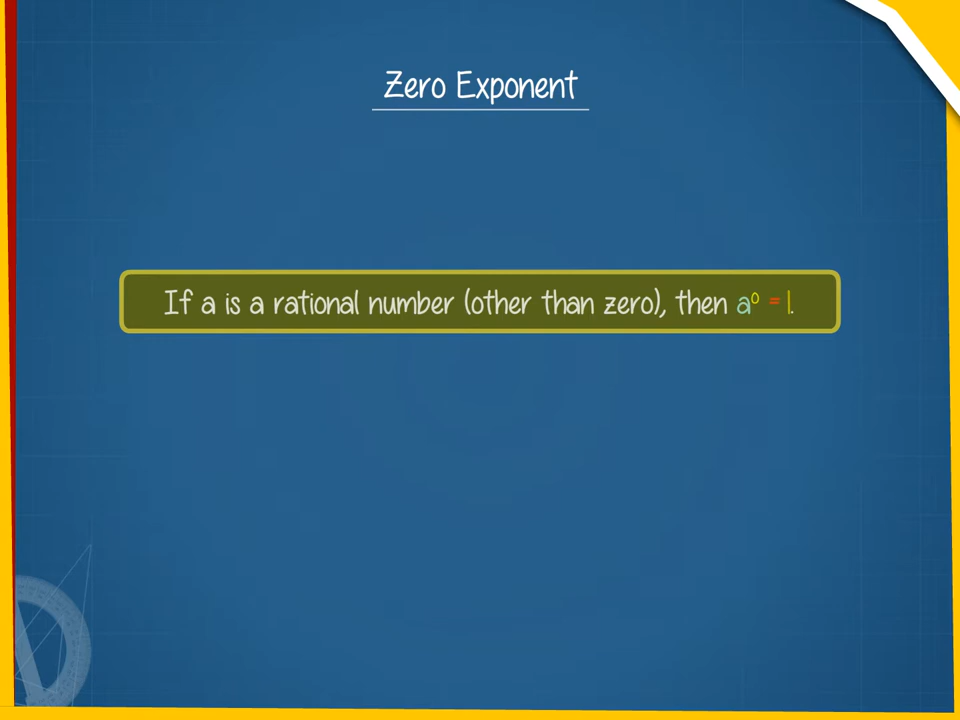 Zero Exponent
If a is a rational number (other than zero), then a⁰ = 1.